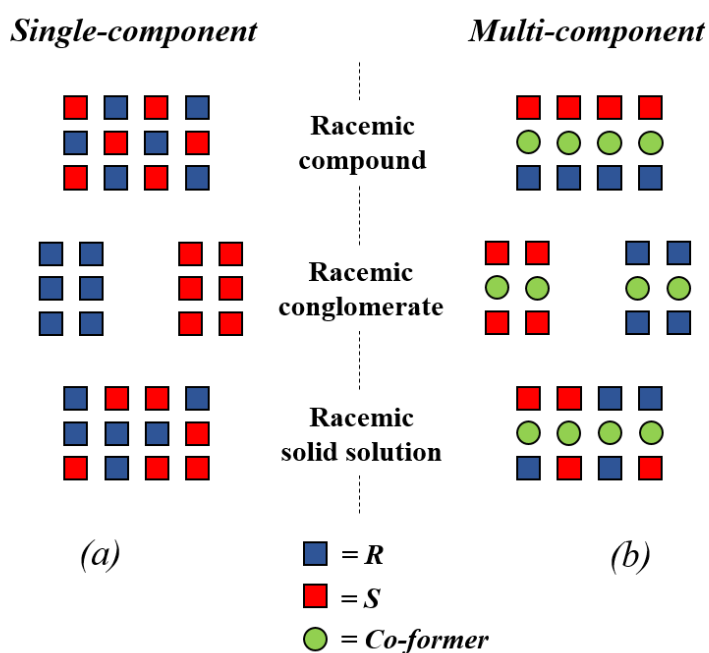 Single-component
Multi-component
Racemic
compound
Racemic
conglomerate
Racemic
solid solution
(a)
(b)
= R
= S
= Co-former